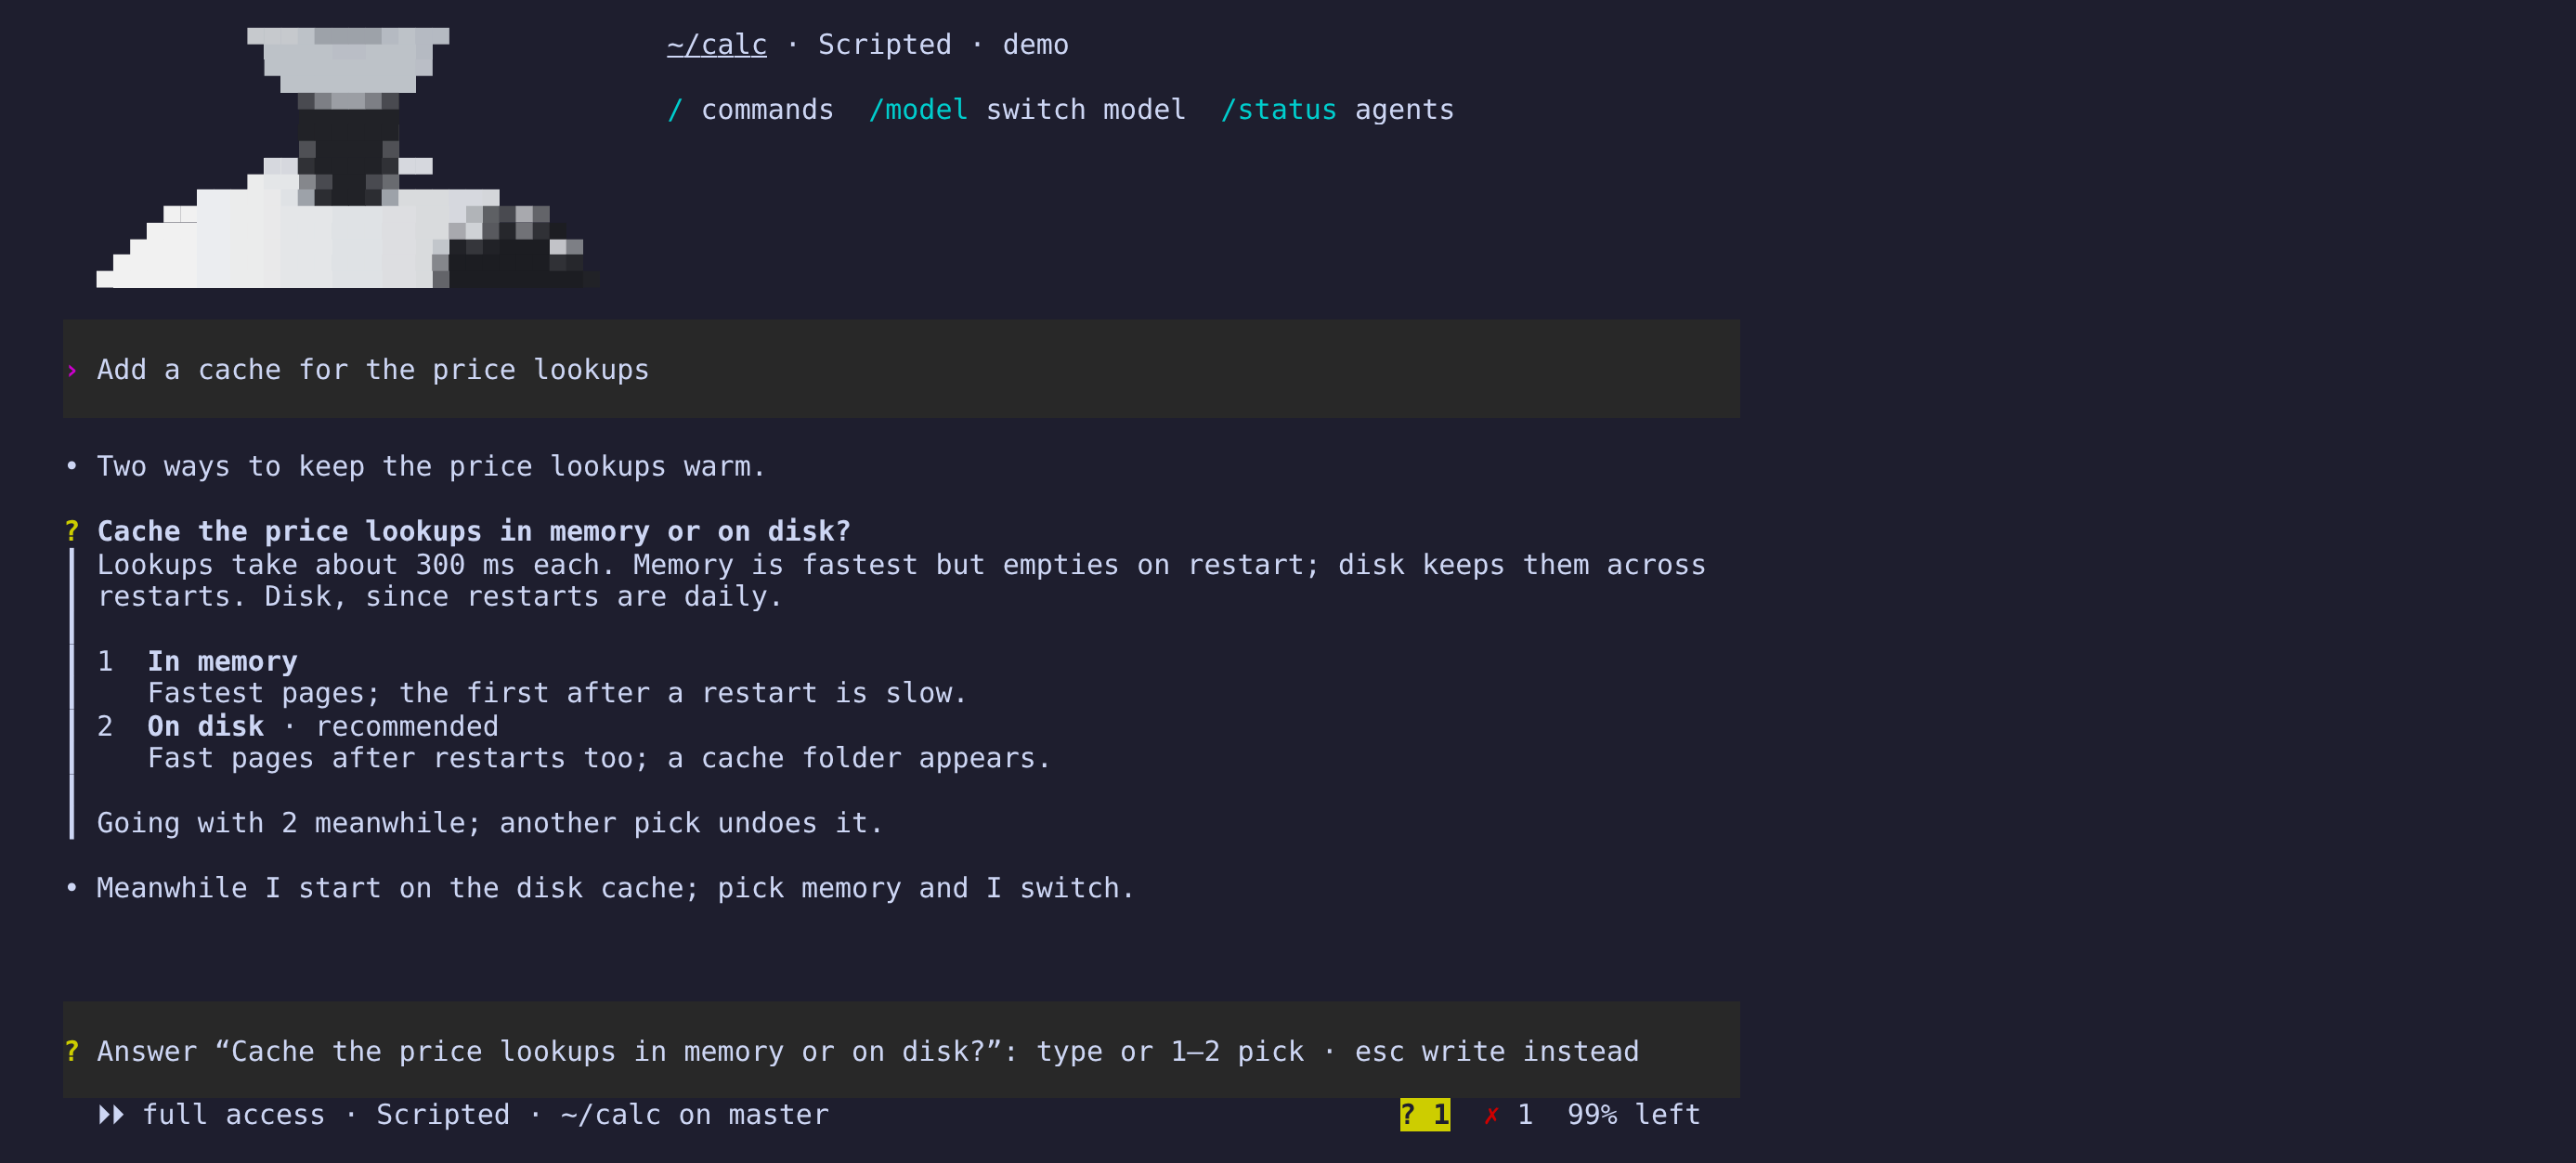 ~/calc · Scripted · demo
/ commands  /model switch model  /status agents
› Add a cache for the price lookups
• Two ways to keep the price lookups warm.
? Cache the price lookups in memory or on disk?
Lookups take about 300 ms each. Memory is fastest but empties on restart; disk keeps them across
restarts. Disk, since restarts are daily.
1  In memory
Fastest pages; the first after a restart is slow.
2  On disk · recommended
Fast pages after restarts too; a cache folder appears.
Going with 2 meanwhile; another pick undoes it.
• Meanwhile I start on the disk cache; pick memory and I switch.
? Answer “Cache the price lookups in memory or on disk?”: type or 1–2 pick · esc write instead
⏵⏵ full access · Scripted · ~/calc on master  ? 1  ✗ 1  99% left